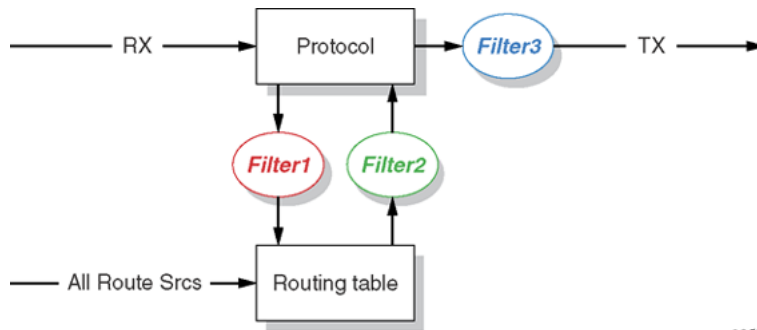 RX
Protocol
Filter3
TX
Filter1
Filter2
All Route Srcs
Routing table